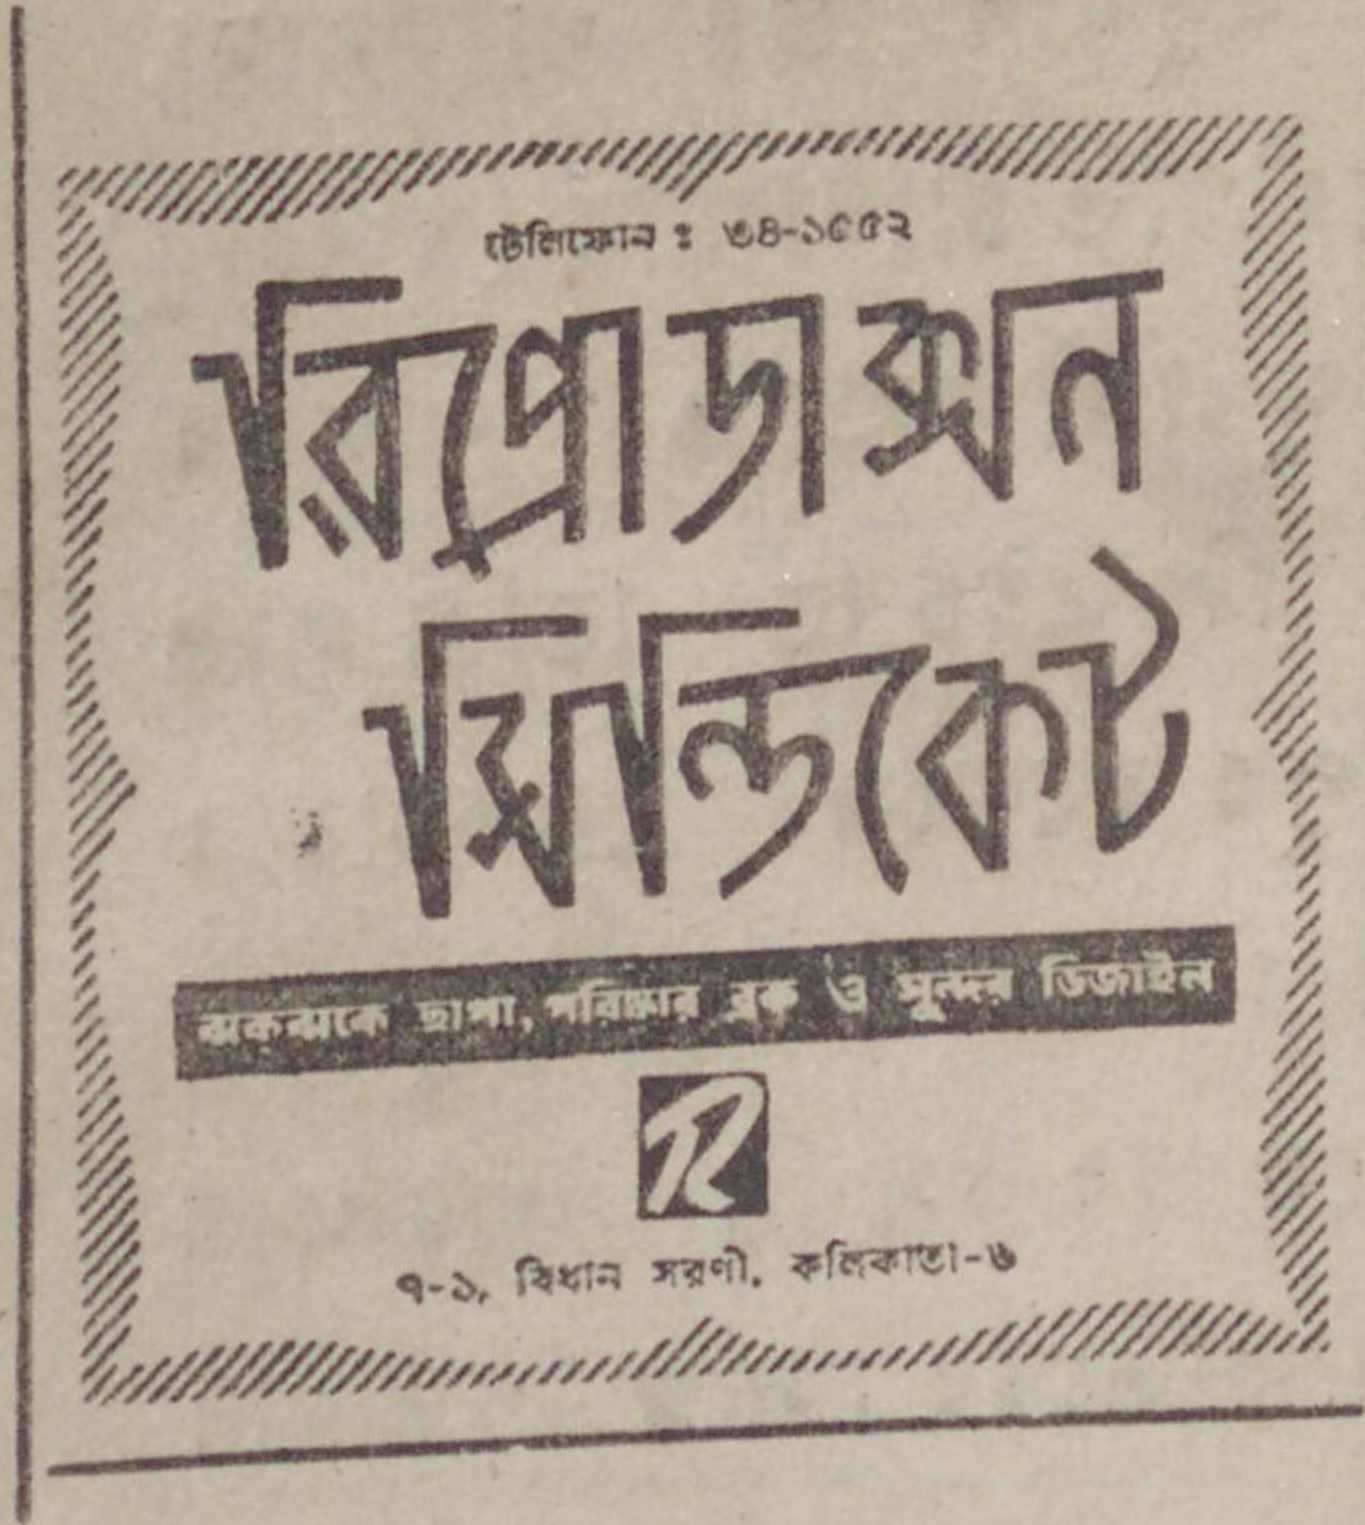 টেলিফোন : ৩৪-১৫৫২
রিপ্রোডাক্সন
সিন্ডিকেট
ঝকঝকে ছাপা, পরিষ্কার ব্লক ও সুন্দর ডিজাইন
R
৭-১, বিধান সরণী, কলিকাতা-৬